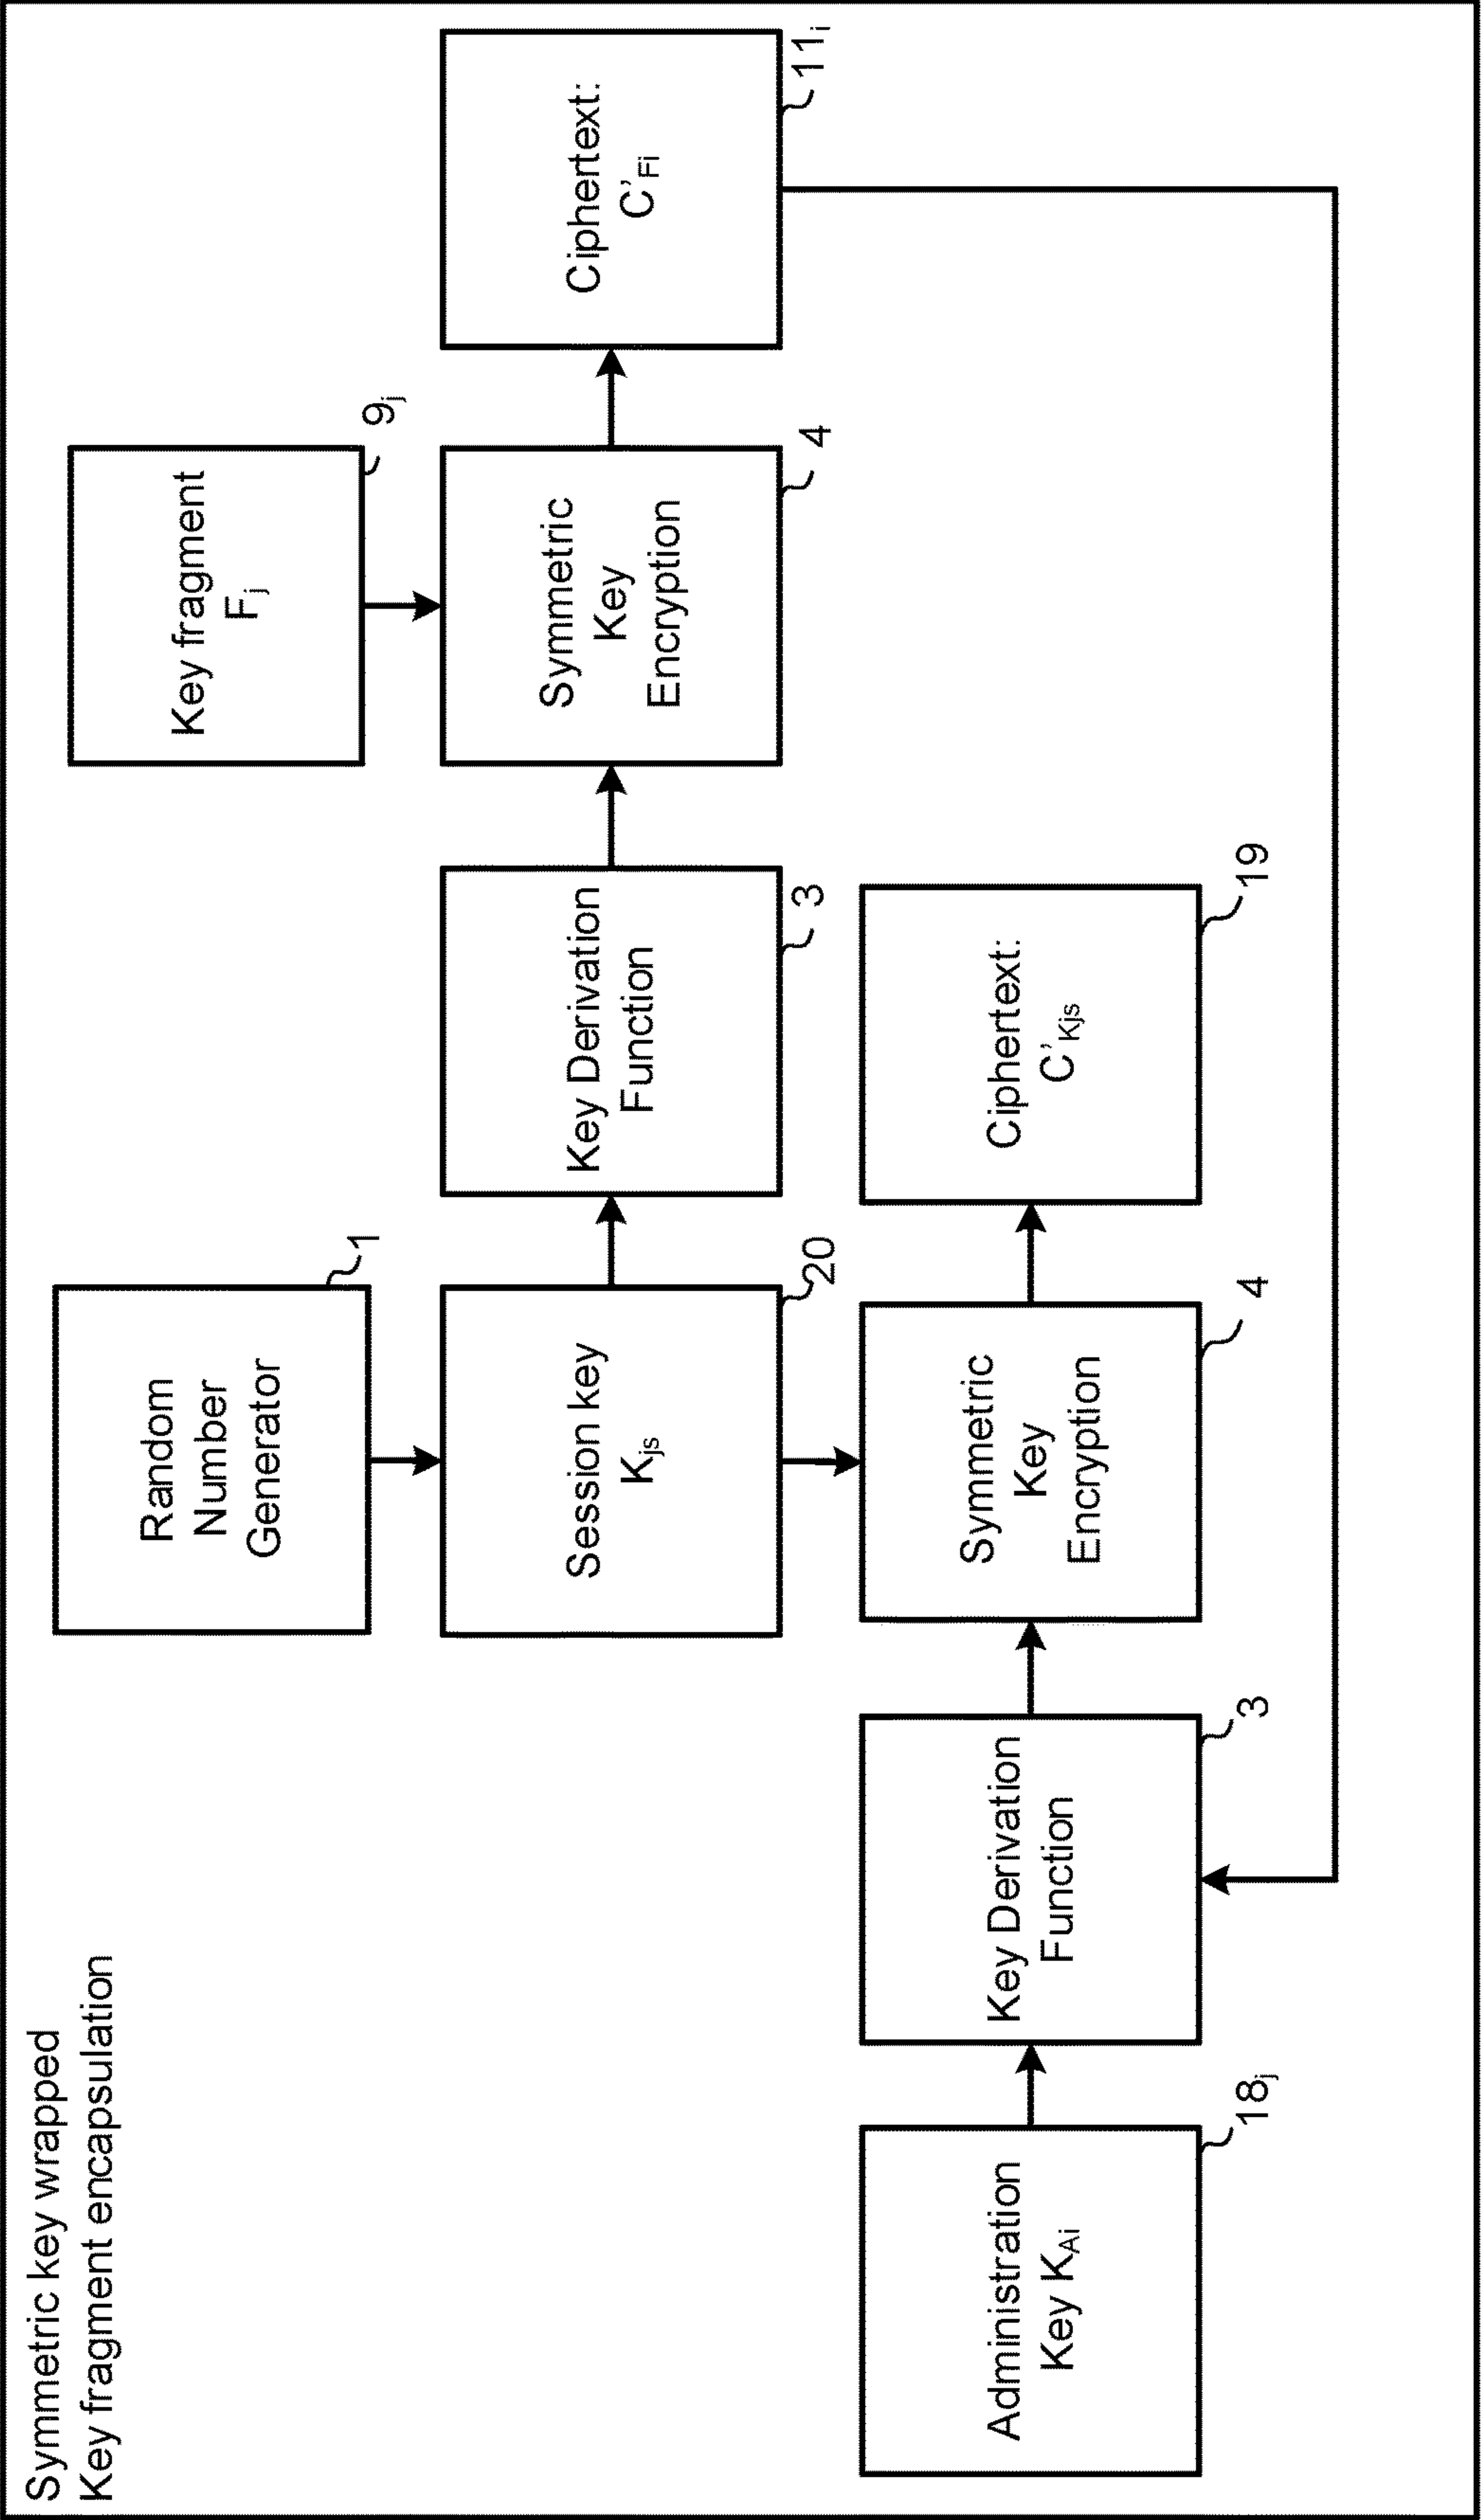 Symmetric key wrapped
Key fragment encapsulation
Random
Number
Generator
1
Key fragment
Fj
9j
Session key
Kjs
20
Key Derivation
Function
3
Symmetric
Key
Encryption
4
Ciphertext:
C'Fi
11i
Administration
Key KAi
18j
Key Derivation
Function
3
Symmetric
Key
Encryption
4
Ciphertext:
C'Kjs
19